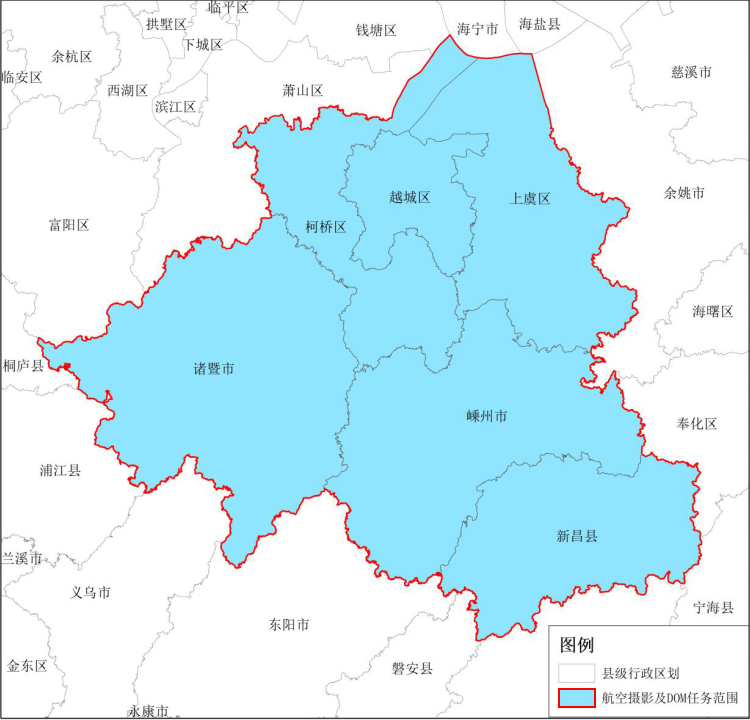 临平区
拱墅区
钱塘区
海宁市
海盐县
下城区
余杭区
临安区
西湖区
滨江区
萧山区
慈溪市
越城区
上虞区
余姚市
富阳区
柯桥区
海曙区
桐庐县
诸暨市
嵊州市
奉化区
浦江县
新昌县
兰溪市
义乌市
东阳市
宁海县
金东区
磐安县
永康市
图例
县级行政区划
航空摄影及DOM任务范围